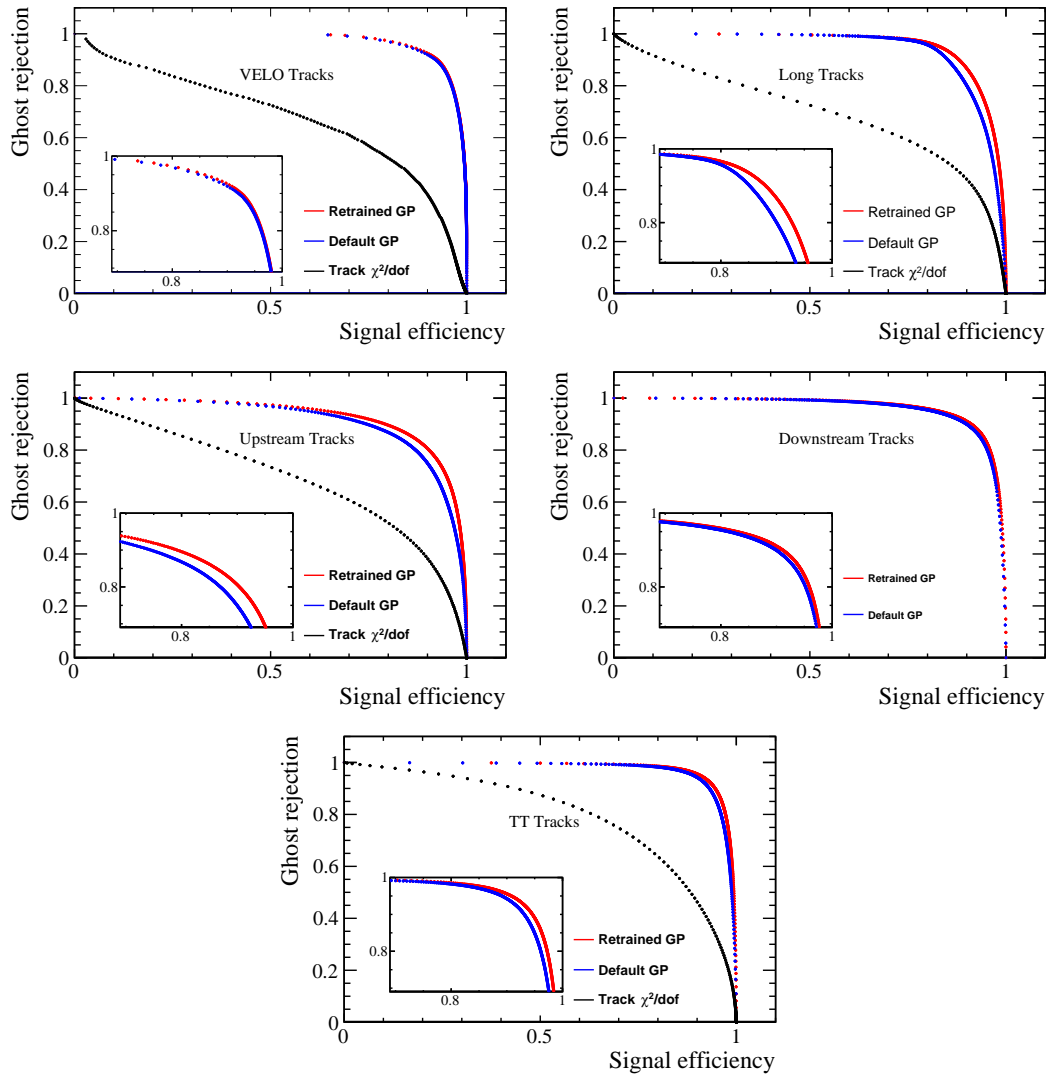 Ghost rejection
1
0.8
0.6
0.4
0.2
0
VELO Tracks
1
0.8
0.8
1
Retrained GP
Default GP
Track χ²/dof
0
0.5
1
Signal efficiency
Ghost rejection
1
0.8
0.6
0.4
0.2
0
Long Tracks
1
0.8
0.8
1
Retrained GP
Default GP
Track χ²/dof
0
0.5
1
Signal efficiency
Ghost rejection
1
0.8
0.6
0.4
0.2
0
Upstream Tracks
1
0.8
0.8
1
Retrained GP
Default GP
Track χ²/dof
0
0.5
1
Signal efficiency
Ghost rejection
1
0.8
0.6
0.4
0.2
0
Downstream Tracks
1
0.8
0.8
1
Retrained GP
Default GP
0
0.5
1
Signal efficiency
Ghost rejection
1
0.8
0.6
0.4
0.2
0
TT Tracks
1
0.8
0.8
1
Retrained GP
Default GP
Track χ²/dof
0
0.5
1
Signal efficiency